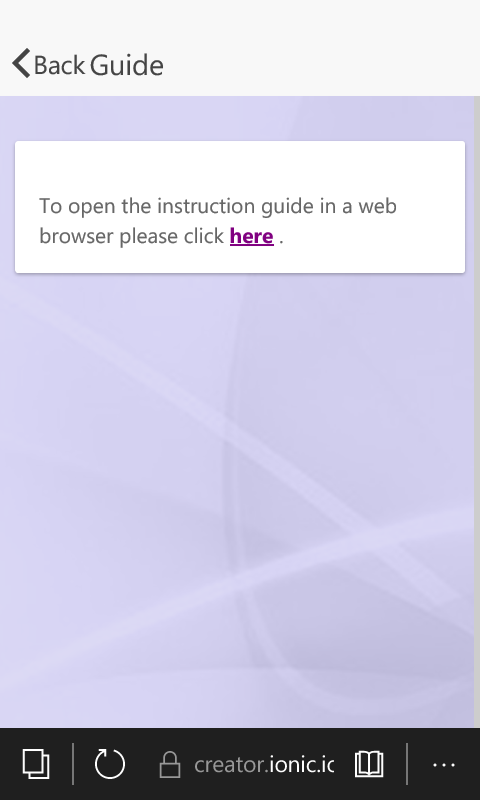 Back Guide
To open the instruction guide in a web
browser please click here .
creator.ionic.ic
...